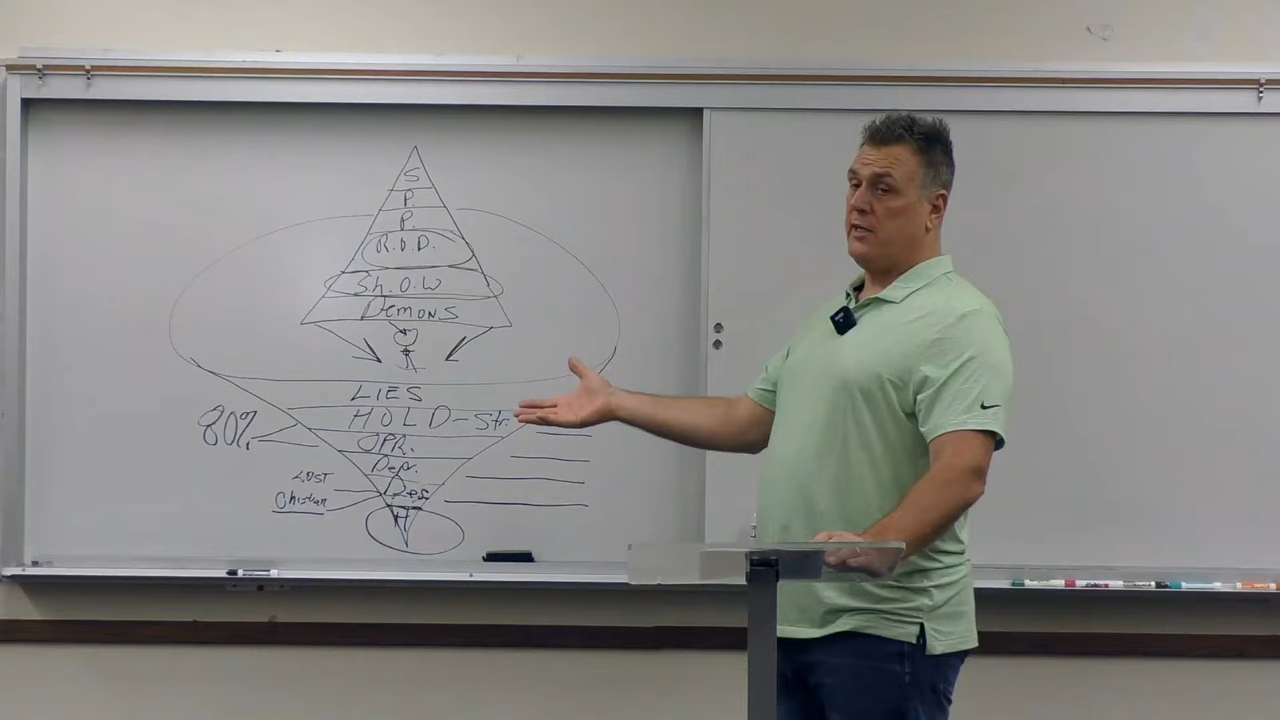 S
P
P.
R.O.D.
Sh.O.W
DEMONS
LIES
HOLD-Str.
80%
OPR.
Dep.
LOST
Des.
Christian
H